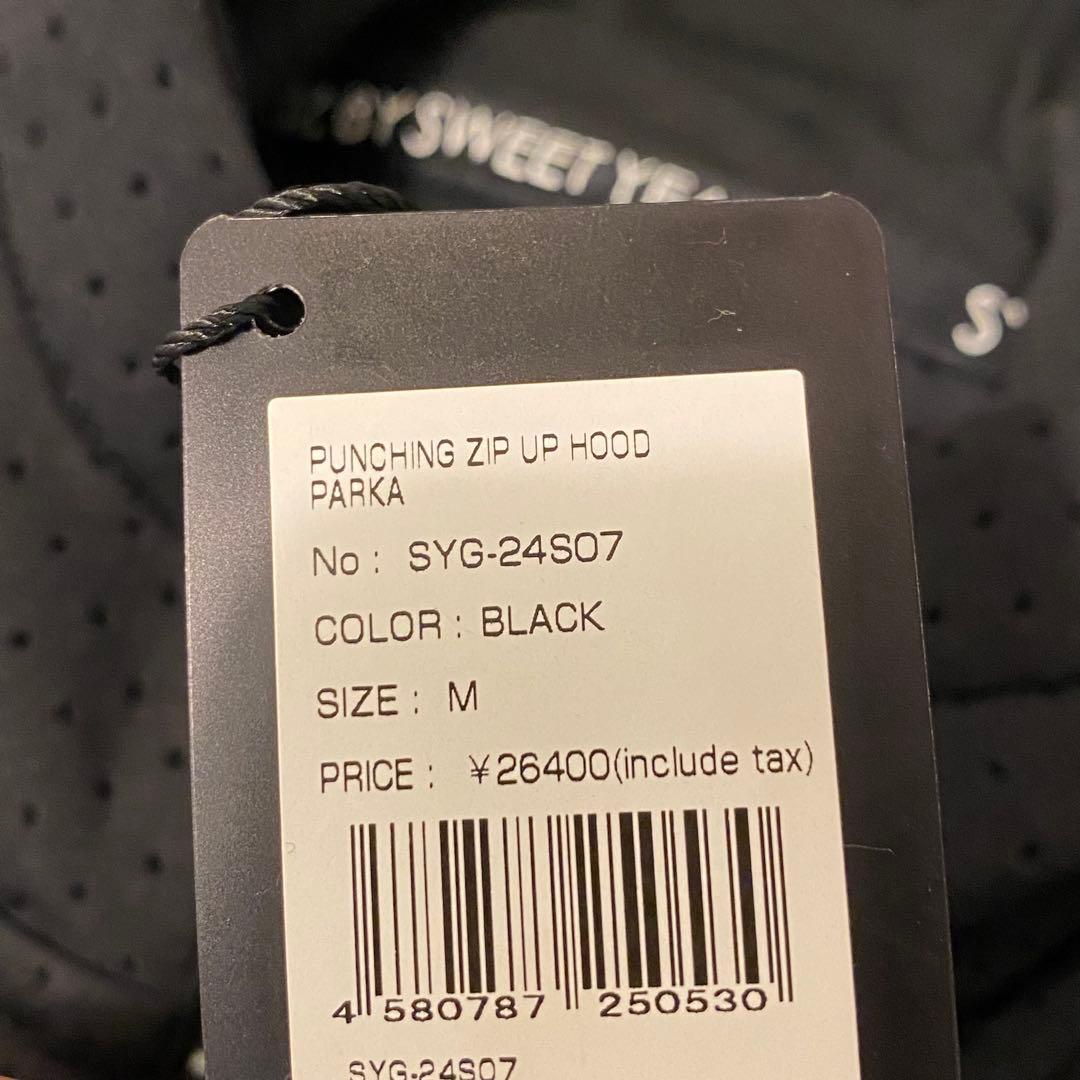 BY SWEET YEA
S
PUNCHING ZIP UP HOOD
PARKA
No : SYG-24S07
COLOR : BLACK
SIZE : M
PRICE : ¥26400(include tax)
4 580787 250530
SYG-24S07